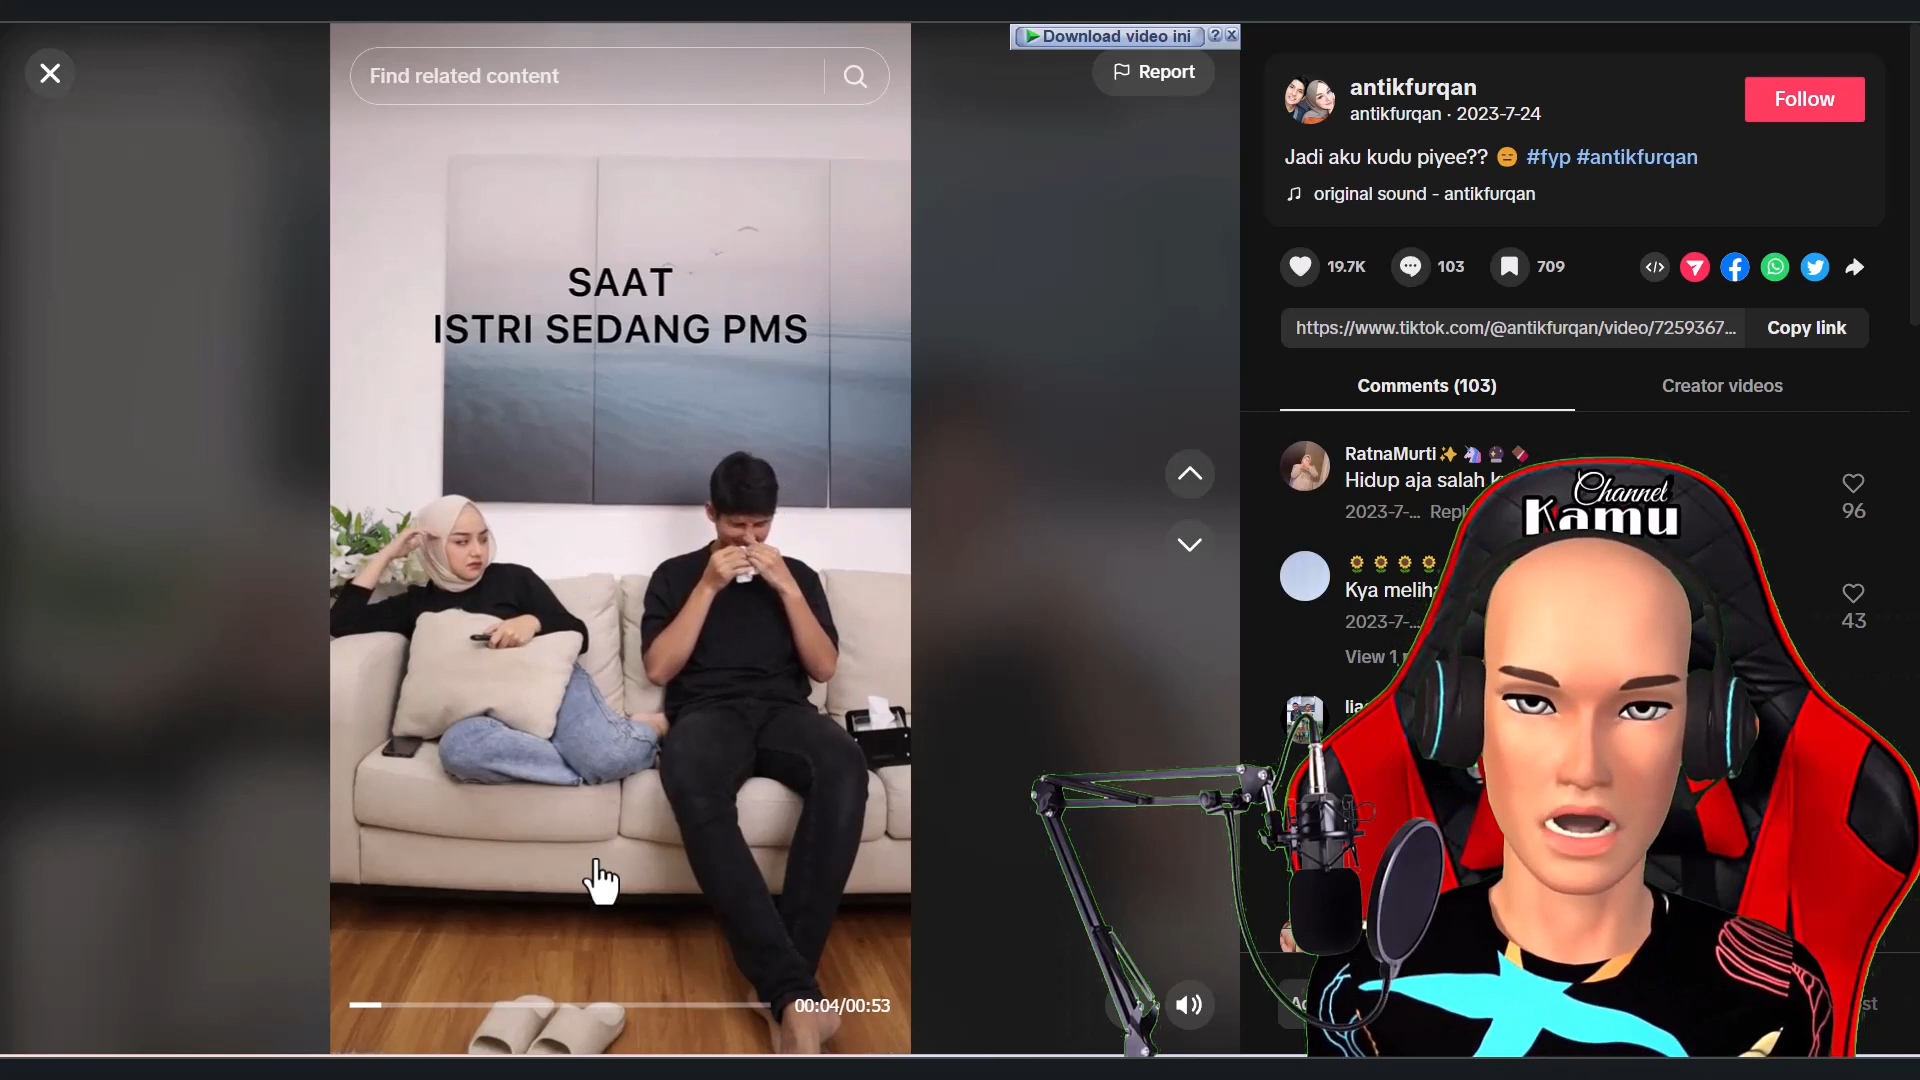 Find related content
Download video ini
Report
SAAT
ISTRI SEDANG PMS
00:04/00:53
antikfurqan
antikfurqan · 2023-7-24
Follow
Jadi aku kudu piyee?? 😑 #fyp #antikfurqan
original sound - antikfurqan
19.7K
103
709
https://www.tiktok.com/@antikfurqan/video/7259367...
Copy link
Comments (103)
Creator videos
RatnaMurti✨🦄🔮🍫
Hidup aja salah
2023-7-...
96
🌻🌻🌻🌻
Kya
2023-7-...
43
View 1
Channel
Kamu